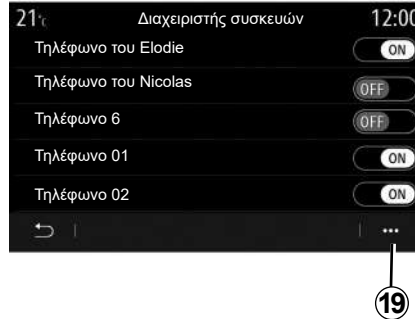 21°c Διαχειριστής συσκευών 12:00
Τηλέφωνο του Elodie ON
Τηλέφωνο του Nicolas OFF
Τηλέφωνο 6 OFF
Τηλέφωνο 01 ON
Τηλέφωνο 02 ON
19